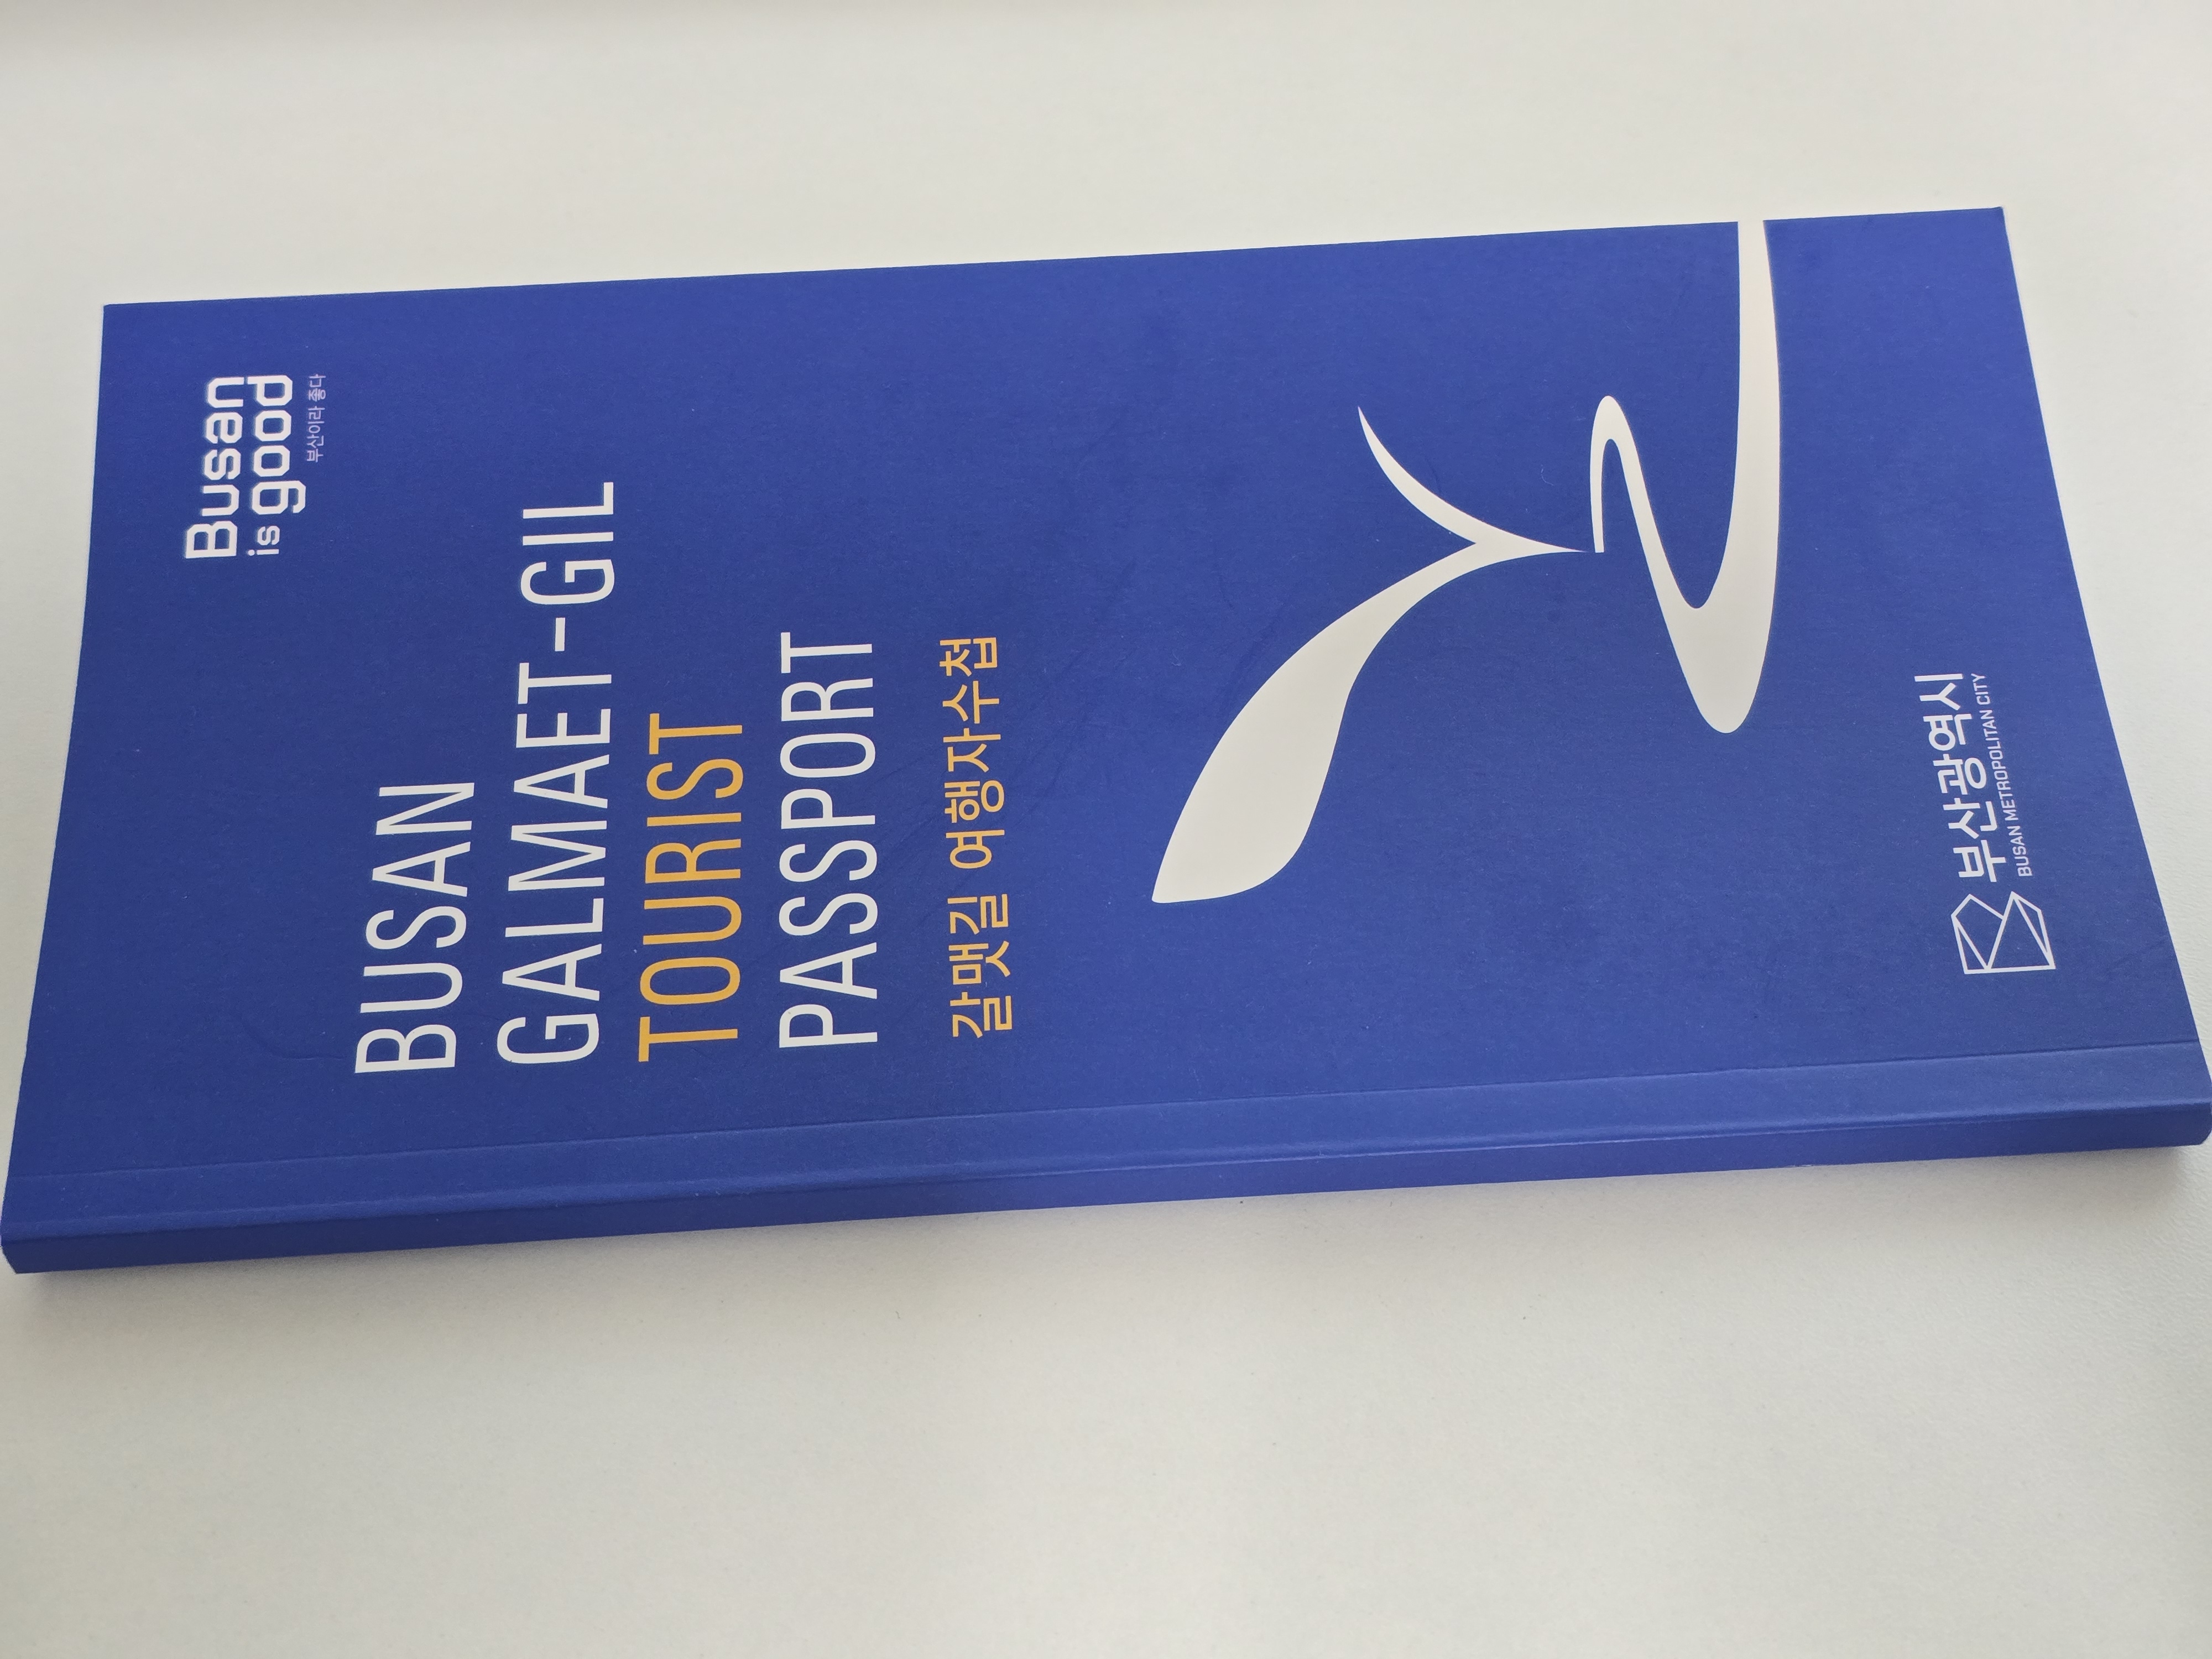 Busan
is good
부산이라 좋다
BUSAN
GALMAET-GIL
TOURIST
PASSPORT
갈맷길 여행자수첩
부산광역시
BUSAN METROPOLITAN CITY